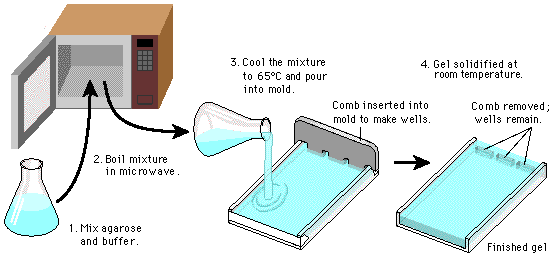 1. Mix agarose
and buffer.
2. Boil mixture
in microwave.
3. Cool the mixture
to 65°C and pour
into mold.
Comb inserted into
mold to make wells.
4. Gel solidified at
room temperature.
Comb removed;
wells remain.
Finished gel